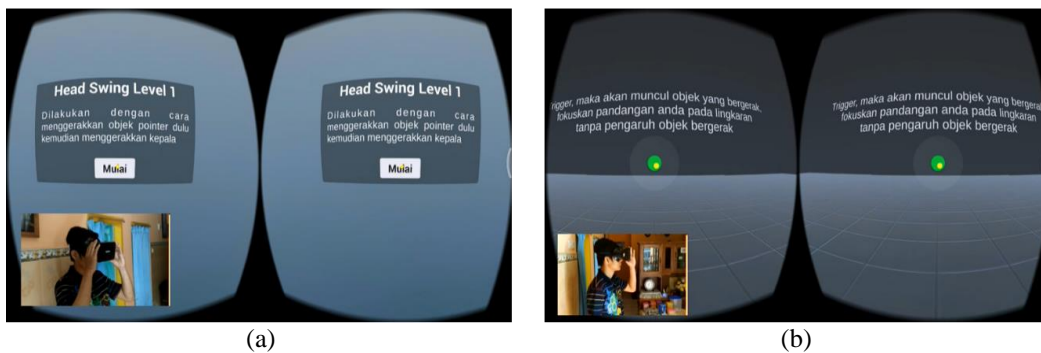 Head Swing Level 1
Dilakukan dengan cara
menggerakkan objek pointer dulu
kemudian menggerakkan kepala
Mulai
Head Swing Level 1
Dilakukan dengan cara
menggerakkan objek pointer dulu
kemudian menggerakkan kepala
Mulai
Trigger, maka akan muncul objek yang bergerak,
fokuskan pandangan anda pada lingkaran
tanpa pengaruh objek bergerak
Trigger, maka akan muncul objek yang bergerak
fokuskan pandangan anda pada lingkaran
tanpa pengaruh objek bergerak
(a)
(b)